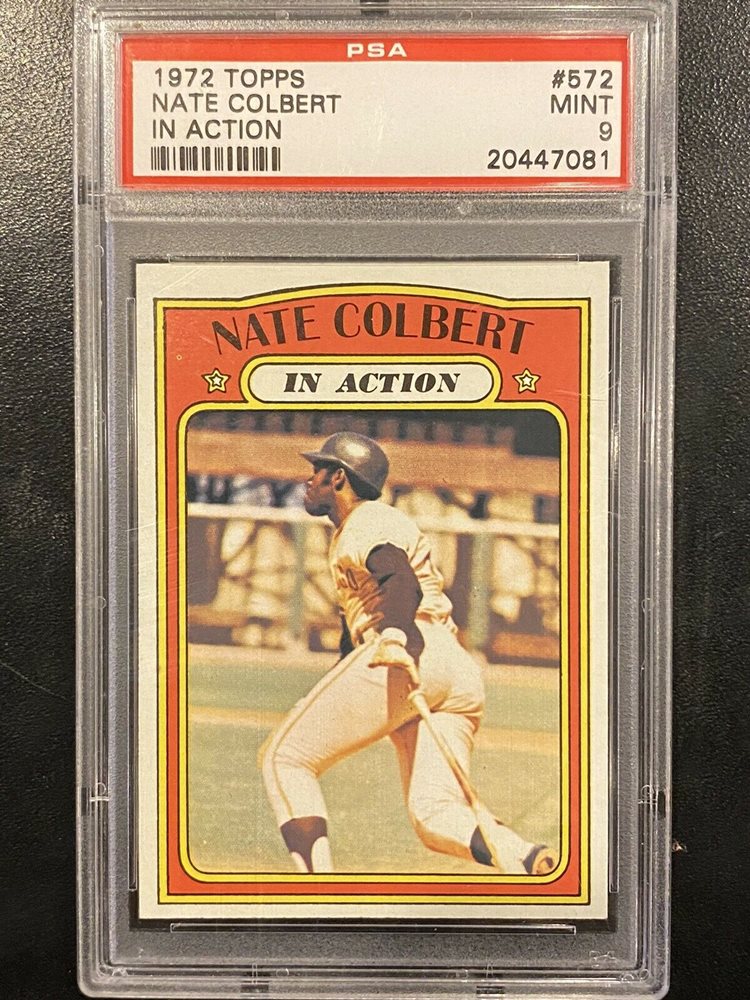 PSA
1972 TOPPS #572
NATE COLBERT MINT
IN ACTION 9
20447081
NATE COLBERT
IN ACTION